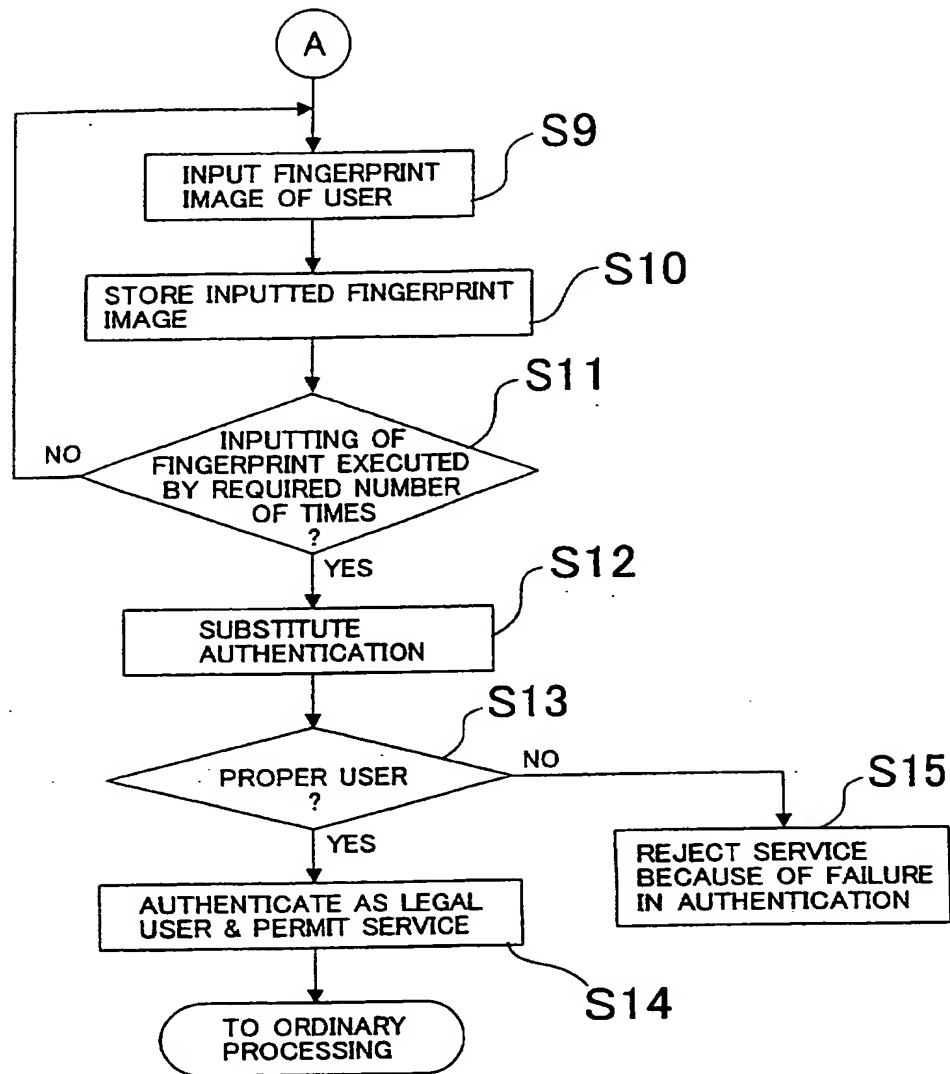 A
S9
INPUT FINGERPRINT
IMAGE OF USER
S10
STORE INPUTTED FINGERPRINT
IMAGE
S11
INPUTTING OF
FINGERPRINT EXECUTED
BY REQUIRED NUMBER
OF TIMES
?
NO
YES
S12
SUBSTITUTE
AUTHENTICATION
S13
PROPER USER
?
NO
YES
S15
REJECT SERVICE
BECAUSE OF FAILURE
IN AUTHENTICATION
AUTHENTICATE AS LEGAL
USER & PERMIT SERVICE
S14
TO ORDINARY
PROCESSING